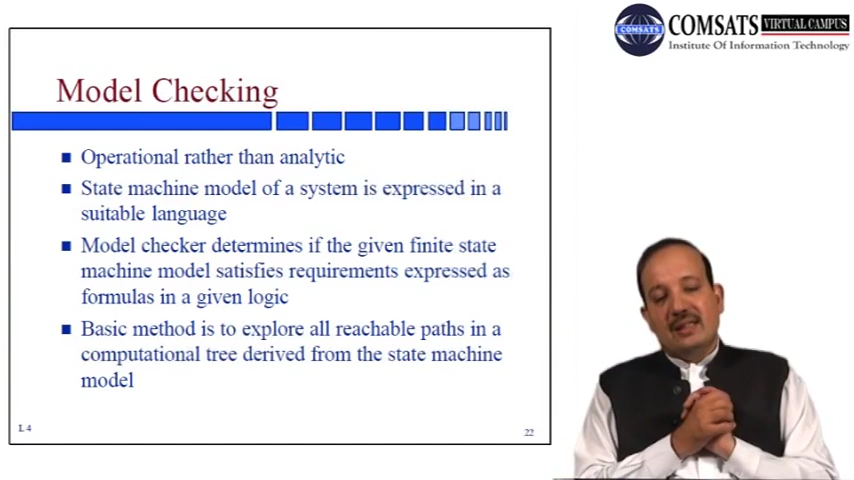 COMSATS VIRTUAL CAMPUS
COMSATS
Institute Of Information Technology
Model Checking
Operational rather than analytic
State machine model of a system is expressed in a
suitable language
Model checker determines if the given finite state
machine model satisfies requirements expressed as
formulas in a given logic
Basic method is to explore all reachable paths in a
computational tree derived from the state machine
model
L 4
22